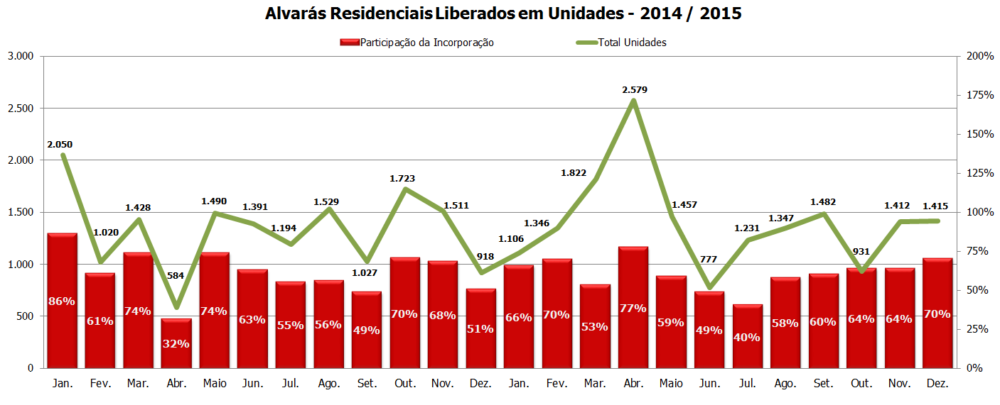 Alvarás Residenciais Liberados em Unidades - 2014 / 2015
Participação da Incorporação Total Unidades
3.000 200%
2.500 175%
2.000 150%
1.500 125%
1.000 100%
500 75%
0 50%
25%
0%
2.050 1.020 1.428 584 1.490 1.391 1.194 1.529 1.027 1.723 1.511 918 1.106 1.346 1.822 2.579 1.457 777 1.231 1.347 1.482 931 1.412 1.415
86% 61% 74% 32% 74% 63% 55% 56% 49% 70% 68% 51% 66% 70% 53% 77% 59% 49% 40% 58% 60% 64% 64% 70%
Jan. Fev. Mar. Abr. Maio Jun. Jul. Ago. Set. Out. Nov. Dez. Jan. Fev. Mar. Abr. Maio Jun. Jul. Ago. Set. Out. Nov. Dez.